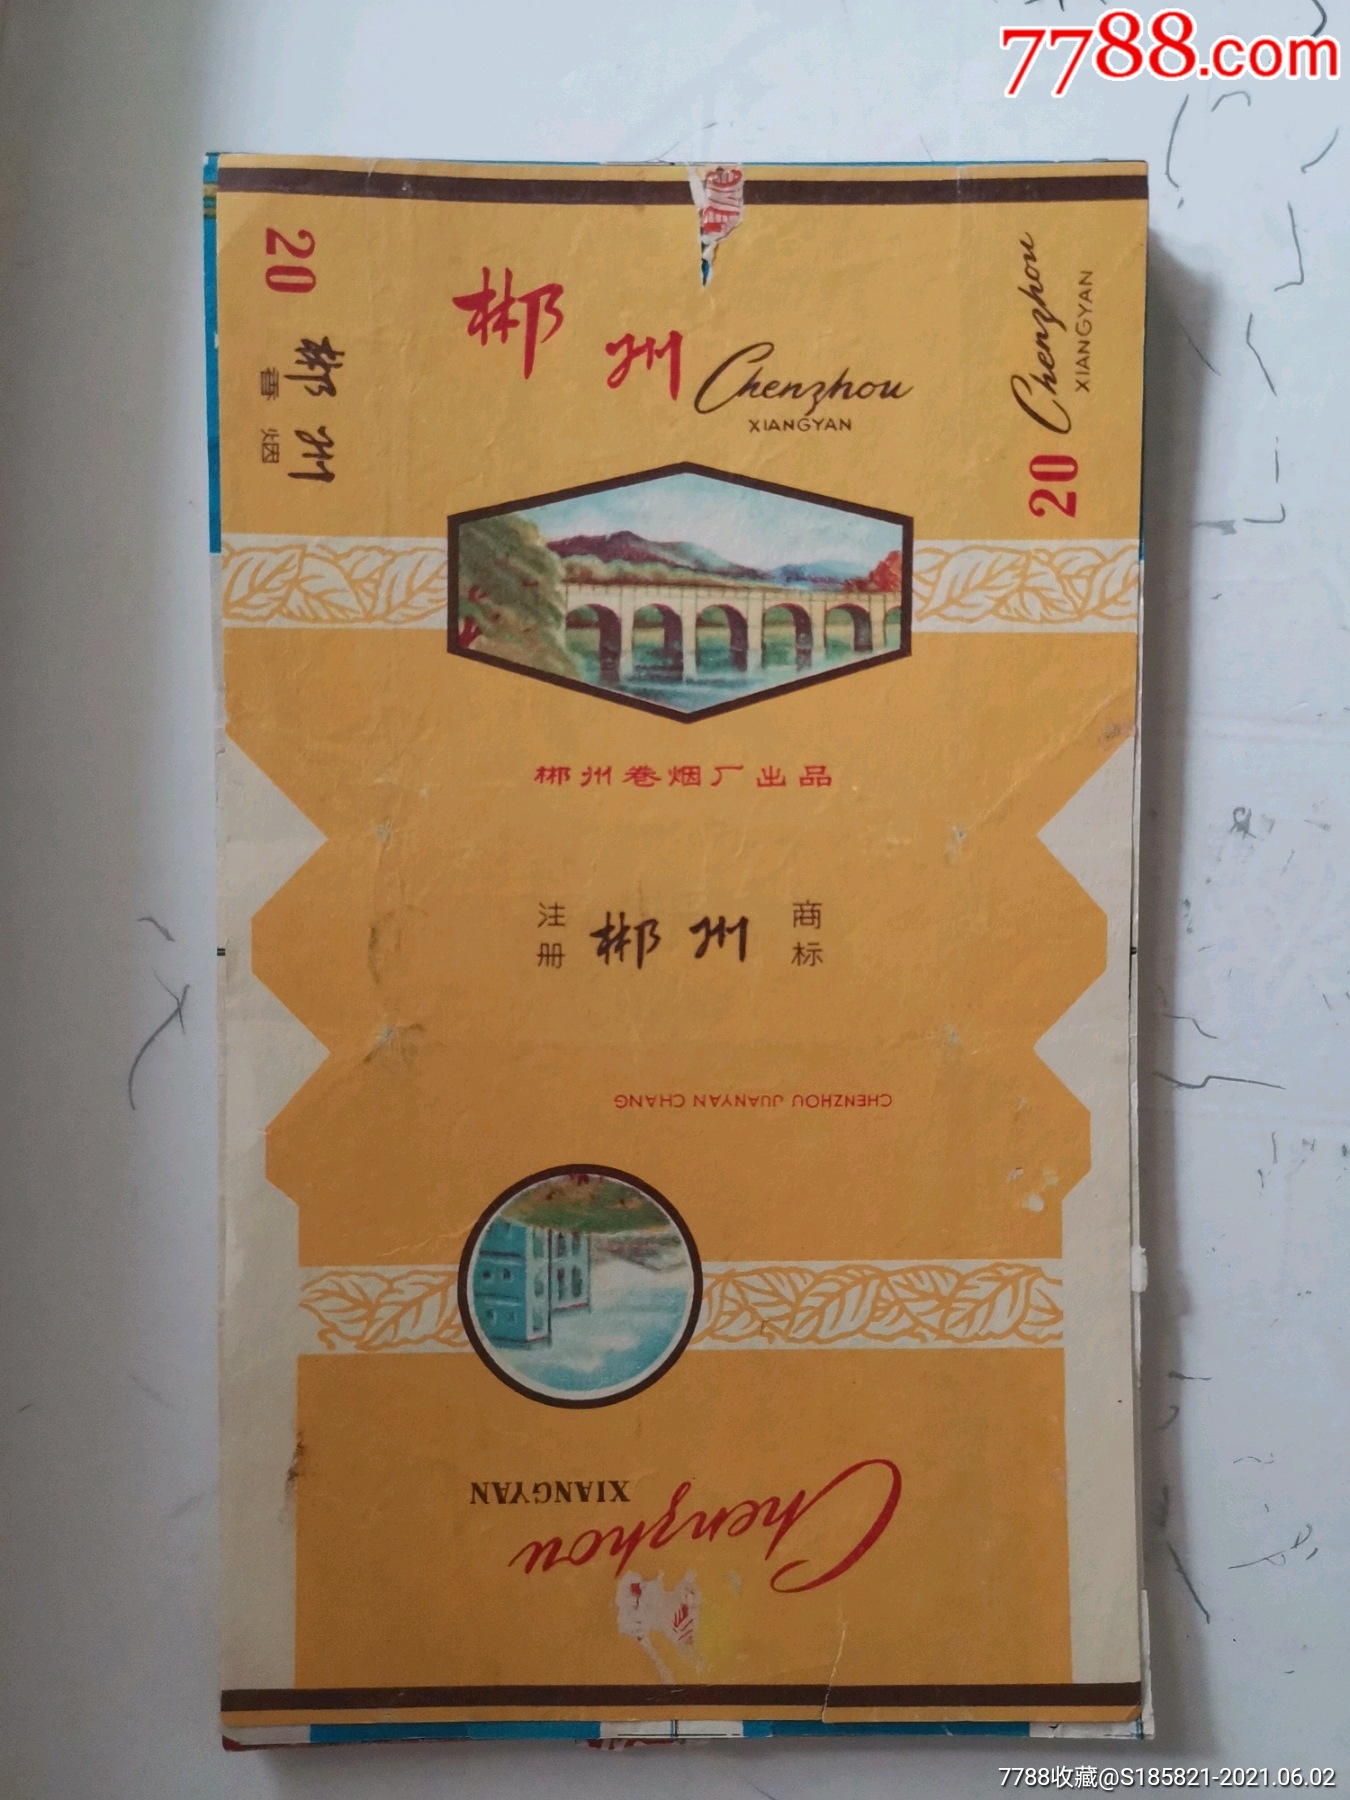 7788.com
20
郴州
香烟
郴州
Chenzhou
XIANGYAN
20 Chenzhou
XIANGYAN
郴州卷烟厂出品
注册 郴州 商标
CHENZHOU JUANYAN CHANG
Chenzhou
XIANGYAN
7788收藏@S185821-2021.06.02